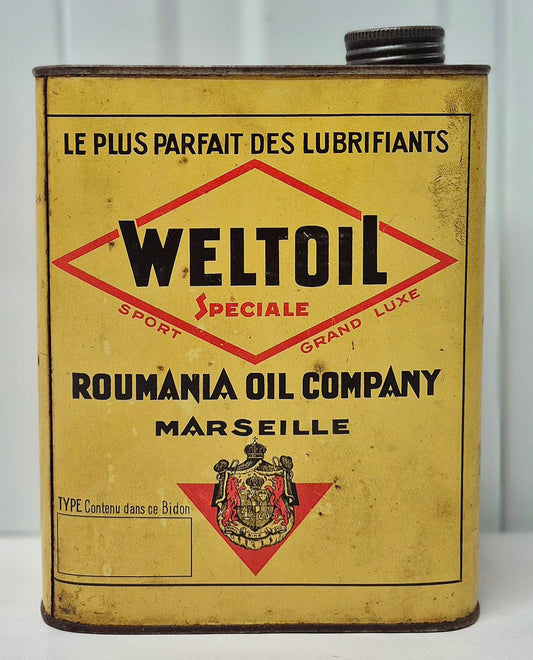 LE PLUS PARFAIT DES LUBRIFIANTS
WELTOIL
SPECIALE
SPORT GRAND LUXE
ROUMANIA OIL COMPANY
MARSEILLE
TYPE Contenu dans ce Bidon